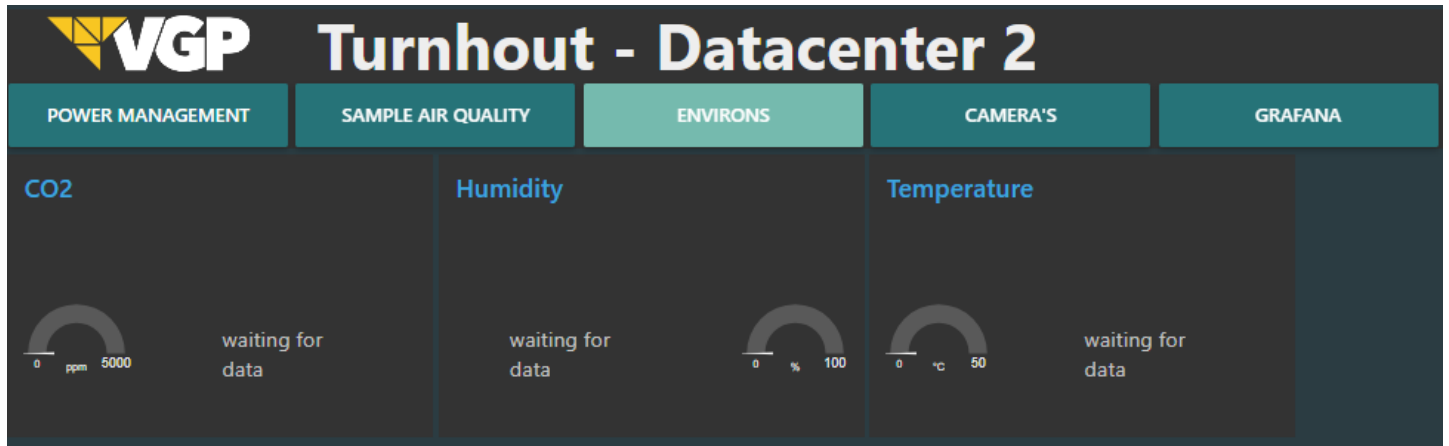 VGP Turnhout - Datacenter 2
POWER MANAGEMENT SAMPLE AIR QUALITY ENVIRONS CAMERA'S GRAFANA
CO2
0 ppm 5000
waiting for
data
Humidity
waiting for
data
0 % 100
Temperature
0 °C 50
waiting for
data